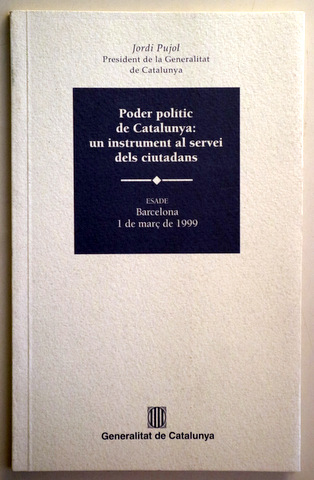 Jordi Pujol
President de la Generalitat
de Catalunya
Poder polític
de Catalunya:
un instrument al servei
dels ciutadans
ESADE
Barcelona
1 de març de 1999
Generalitat de Catalunya